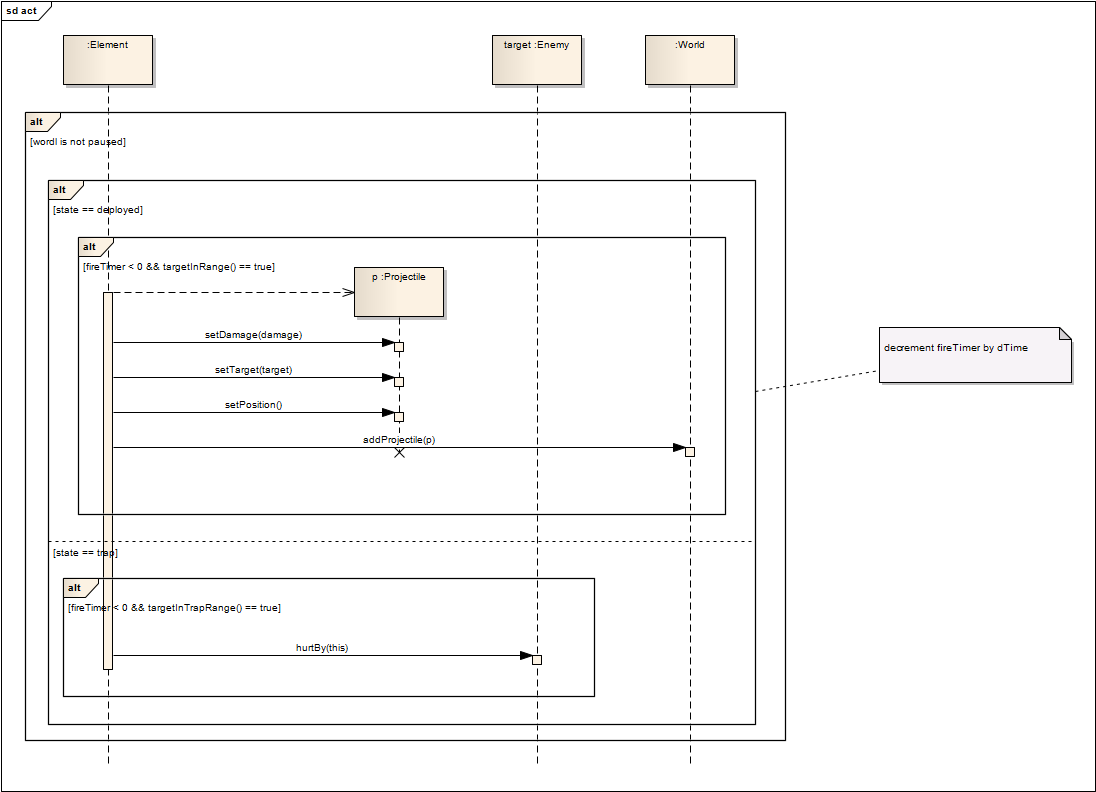 sd act
:Element
target :Enemy
:World
alt
[wordl is not paused]
alt
[state == deployed]
alt
[fireTimer < 0 && targetInRange() == true]
p :Projectile
setDamage(damage)
decrement fireTimer by dTime
setTarget(target)
setPosition()
addProjectile(p)
[state == trap]
alt
[fireTimer < 0 && targetInTrapRange() == true]
hurtBy(this)